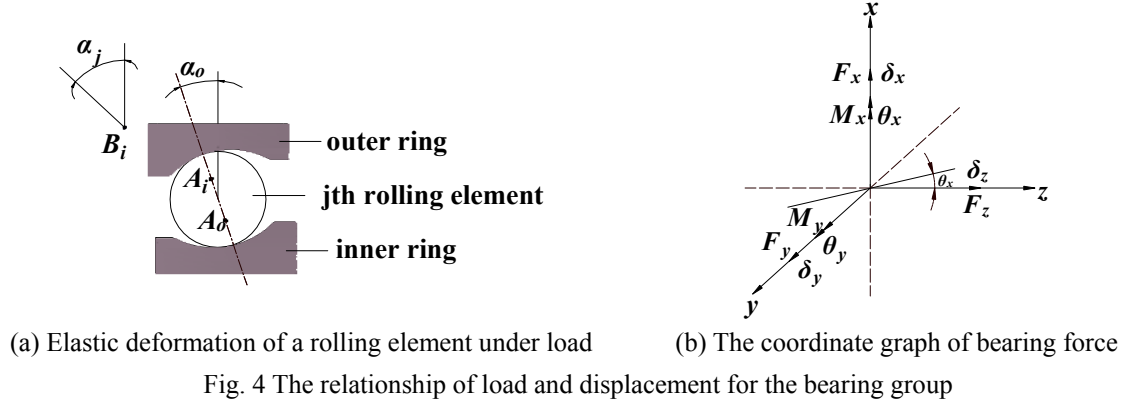 α_j
α_o
B_i
outer ring
A_i
jth rolling element
A_o
inner ring
x
F_x δ_x
M_x θ_x
θ_x δ_z
F_z z
M_y
F_y θ_y
δ_y
y
(a) Elastic deformation of a rolling element under load
(b) The coordinate graph of bearing force
Fig. 4 The relationship of load and displacement for the bearing group